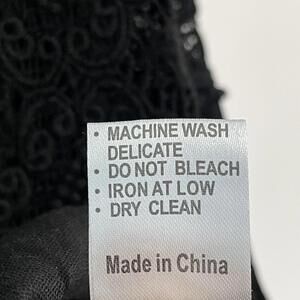 • MACHINE WASH
DELICATE
• DO NOT BLEACH
• IRON AT LOW
• DRY CLEAN
Made in China